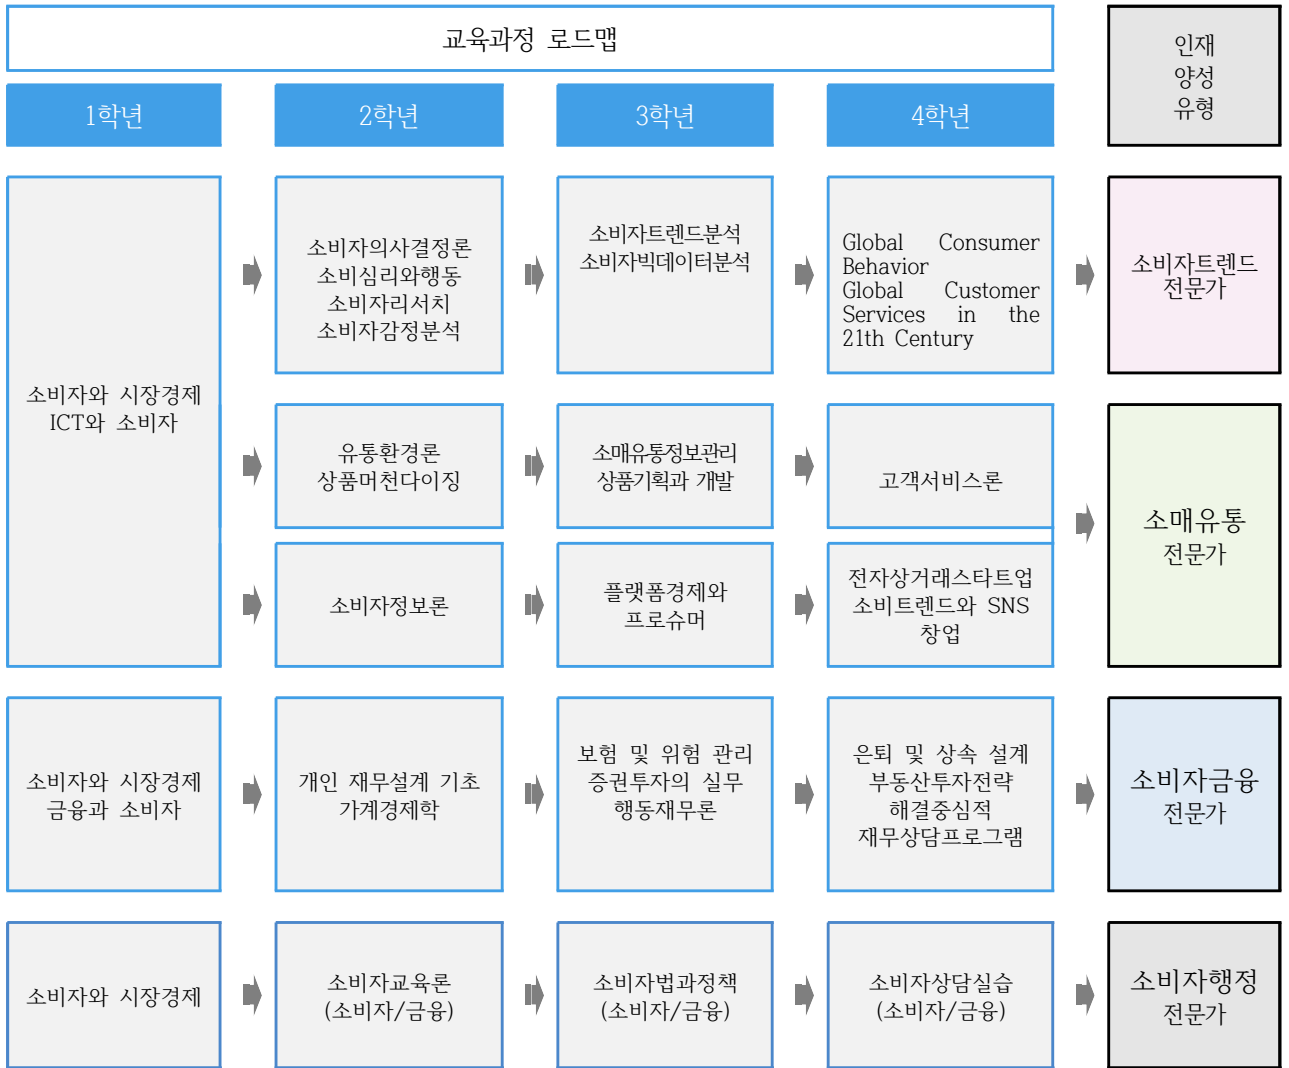 교육과정 로드맵
인재
양성
유형
1학년
2학년
3학년
4학년
소비자와 시장경제
ICT와 소비자
소비자의사결정론
소비심리와행동
소비자리서치
소비자감정분석
소비자트렌드분석
소비자빅데이터분석
Global Consumer
Behavior
Global Customer
Services in the
21th Century
소비자트렌드
전문가
유통환경론
상품머천다이징
소매유통정보관리
상품기획과 개발
고객서비스론
소매유통
전문가
소비자정보론
플랫폼경제와
프로슈머
전자상거래스타트업
소비트렌드와 SNS
창업
소비자와 시장경제
금융과 소비자
개인 재무설계 기초
가계경제학
보험 및 위험 관리
증권투자의 실무
행동재무론
은퇴 및 상속 설계
부동산투자전략
해결중심적
재무상담프로그램
소비자금융
전문가
소비자와 시장경제
소비자교육론
(소비자/금융)
소비자법과정책
(소비자/금융)
소비자상담실습
(소비자/금융)
소비자행정
전문가